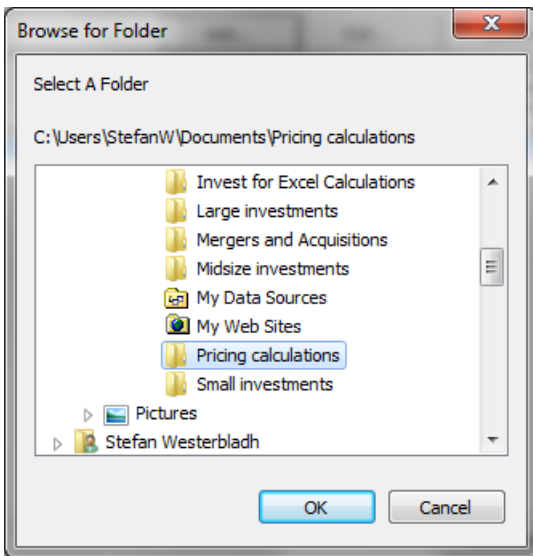 Browse for Folder
Select A Folder
C:\Users\StefanW\Documents\Pricing calculations
Invest for Excel Calculations
Large investments
Mergers and Acquisitions
Midsize investments
My Data Sources
My Web Sites
Pricing calculations
Small investments
Pictures
Stefan Westerbladh
OK Cancel